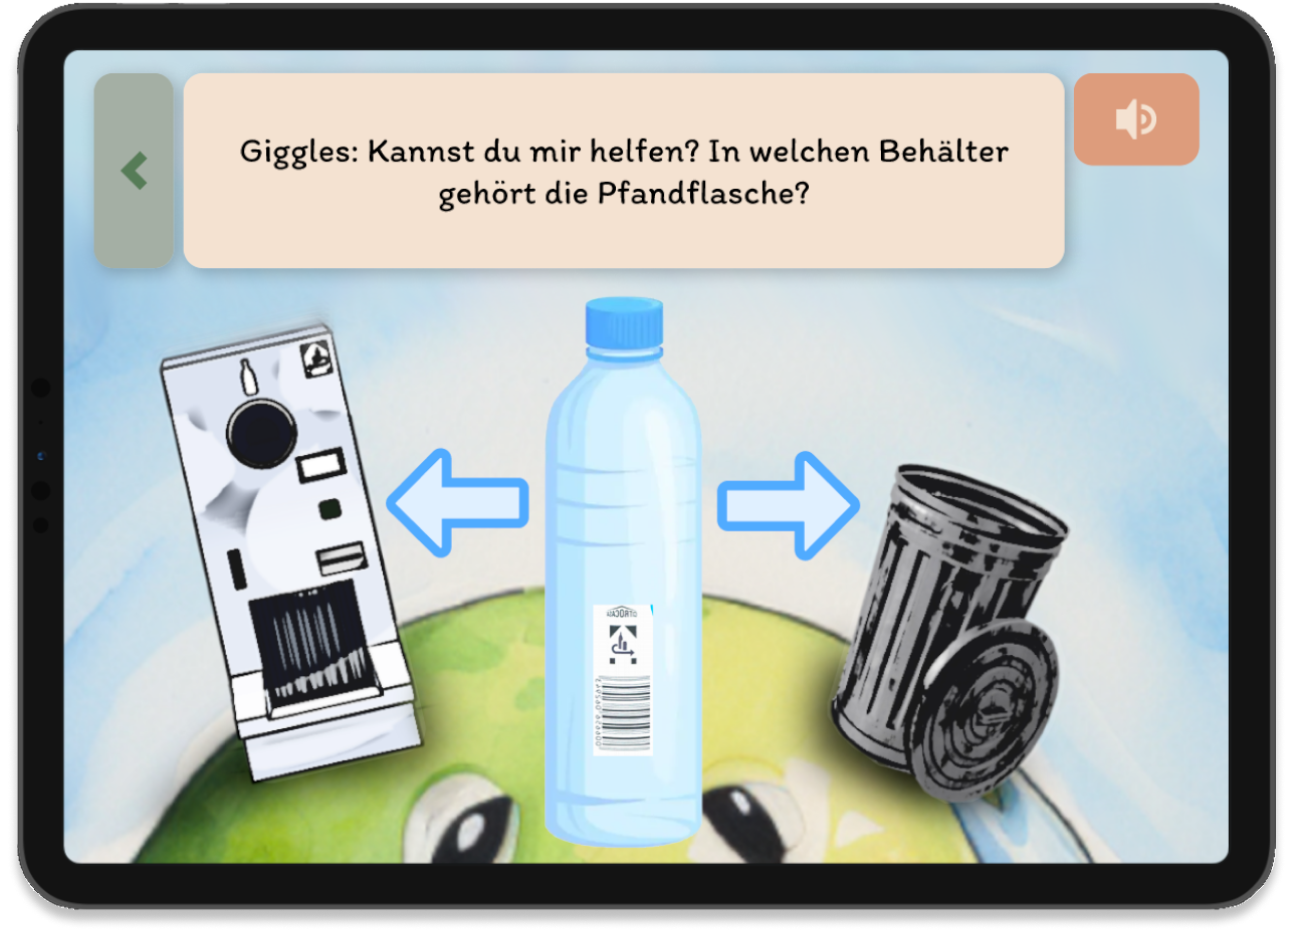 Giggles: Kannst du mir helfen? In welchen Behälter
gehört die Pfandflasche?